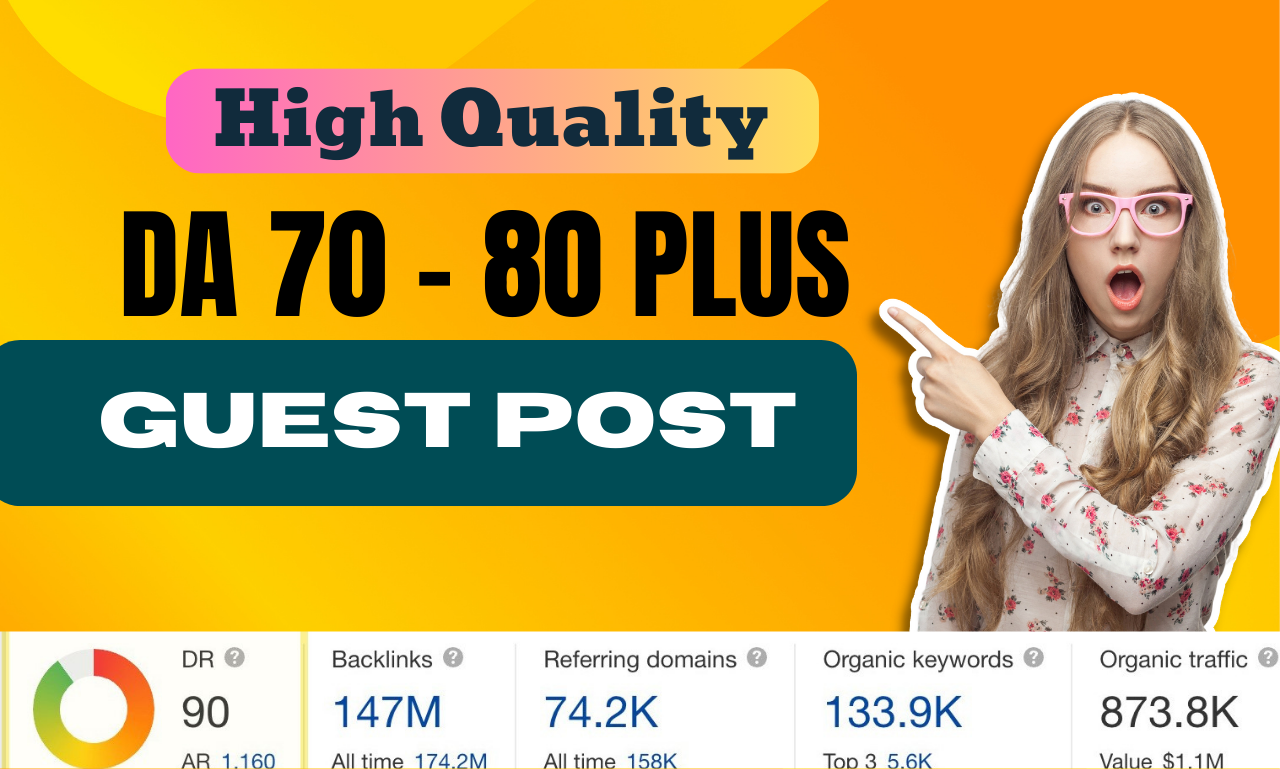 High Quality
DA 70 - 80 PLUS
GUEST POST
DR ? Backlinks ? Referring domains ? Organic keywords ? Organic traffic ?
90 147M 74.2K 133.9K 873.8K
AR 1,160 All time 174.2M All time 158K Top 3 5.6K Value $1.1M